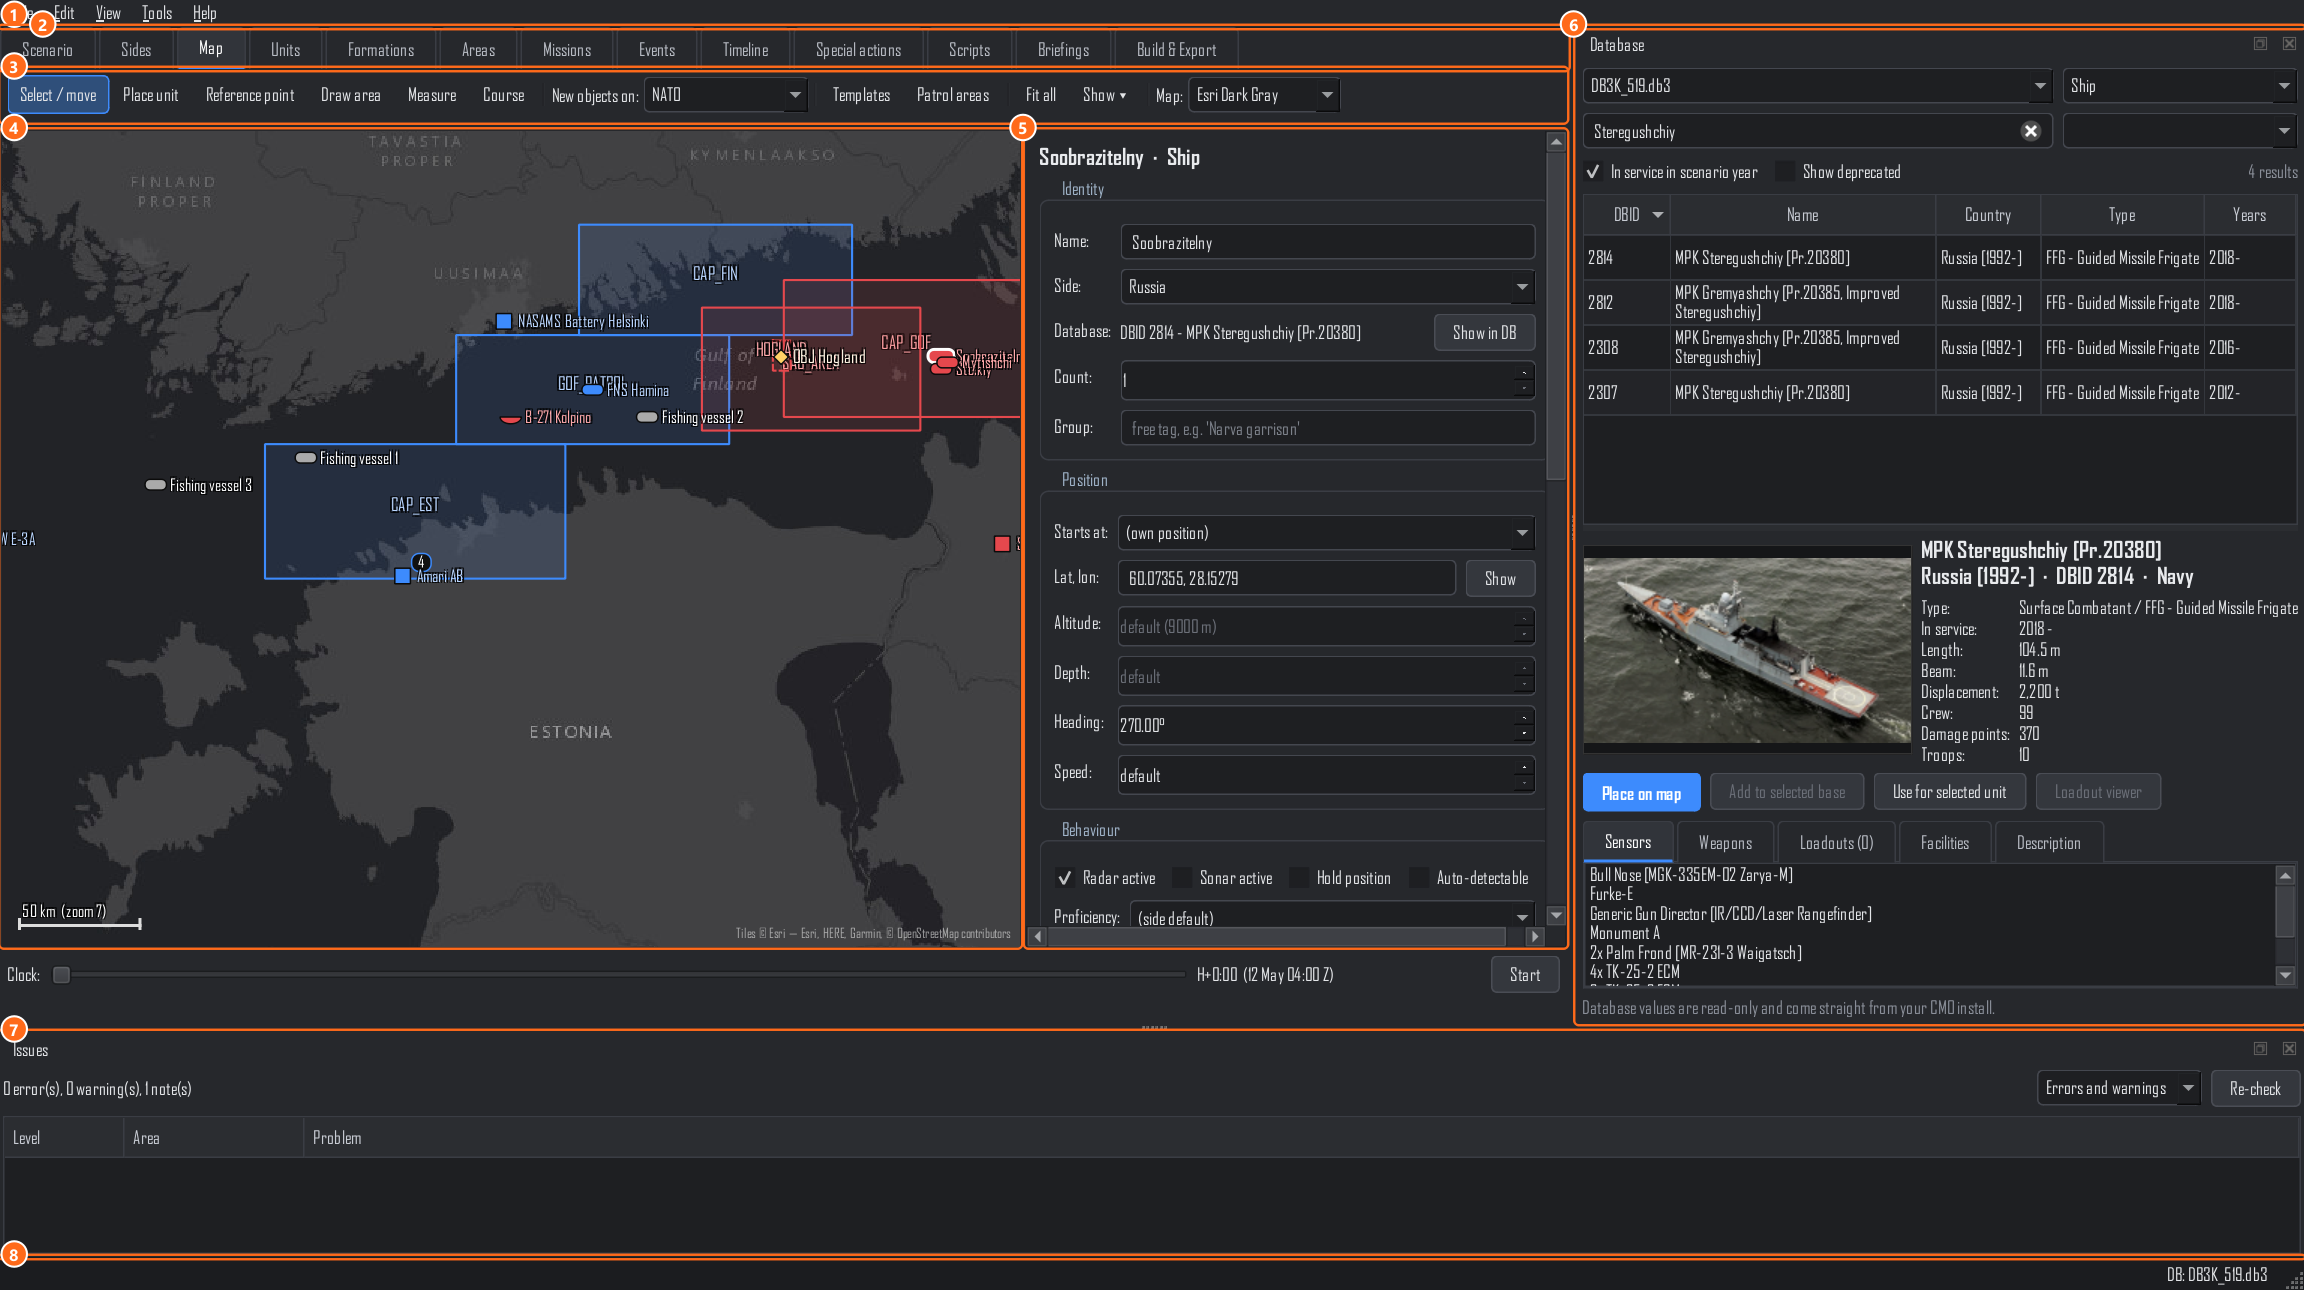 1
Edit
View
Tools
Help
2
Scenario
Sides
Map
Units
Formations
Areas
Missions
Events
Timeline
Special actions
Scripts
Briefings
Build & Export
3
Select / move
Place unit
Reference point
Draw area
Measure
Course
New objects on:
NATO
Templates
Patrol areas
Fit all
Show ▾
Map:
Esri Dark Gray
4
TAVASTIA
PROPER
KYMENLAAKSO
FINLAND
PROPER
UUSIMAA
CAP_FIN
NASAMS Battery Helsinki
Gulf of
Finland
OBJ Hogland
CAP_GOF
FNS Hamina
B-271 Kolpino
Fishing vessel 2
Fishing vessel 1
Fishing vessel 3
CAP_EST
E-3A
4
Amari AB
ESTONIA
50 km (zoom 7)
Tiles © Esri — Esri, HERE, Garmin, © OpenStreetMap contributors
5
Soobrazitelny · Ship
Identity
Name:
Soobrazitelny
Side:
Russia
Database:
DBID 2814 - MPK Steregushchiy [Pr.20380]
Show in DB
Count:
1
Group:
free tag, e.g. 'Narva garrison'
Position
Starts at:
(own position)
Lat, lon:
60.07355, 28.15279
Show
Altitude:
default (9000 m)
Depth:
default
Heading:
270.00°
Speed:
default
Behaviour
Radar active
Sonar active
Hold position
Auto-detectable
Proficiency:
(side default)
Clock:
H+0:00 (12 May 04:00 Z)
Start
6
Database
DB3K_519.db3
Ship
Steregushchiy
In service in scenario year
Show deprecated
4 results
DBID
Name
Country
Type
Years
2814
MPK Steregushchiy [Pr.20380]
Russia [1992-]
FFG - Guided Missile Frigate
2018-
2812
MPK Gremyashchy [Pr.20385, Improved
Steregushchiy]
Russia [1992-]
FFG - Guided Missile Frigate
2018-
2308
MPK Gremyashchy [Pr.20385, Improved
Steregushchiy]
Russia [1992-]
FFG - Guided Missile Frigate
2016-
2307
MPK Steregushchiy [Pr.20380]
Russia [1992-]
FFG - Guided Missile Frigate
2012-
MPK Steregushchiy [Pr.20380]
Russia [1992-] · DBID 2814 · Navy
Type:
Surface Combatant / FFG - Guided Missile Frigate
In service:
2018 -
Length:
104.5 m
Beam:
11.6 m
Displacement:
2,200 t
Crew:
99
Damage points:
370
Troops:
10
Place on map
Add to selected base
Use for selected unit
Loadout viewer
Sensors
Weapons
Loadouts (0)
Facilities
Description
Bull Nose [MGK-335EM-02 Zarya-M]
Furke-E
Generic Gun Director [IR/CCD/Laser Rangefinder]
Monument A
2x Palm Frond [MR-231-3 Waigatsch]
4x TK-25-2 ECM
Database values are read-only and come straight from your CMO install.
7
Issues
0 error(s), 0 warning(s), 1 note(s)
Errors and warnings
Re-check
Level
Area
Problem
8
DB: DB3K_519.db3